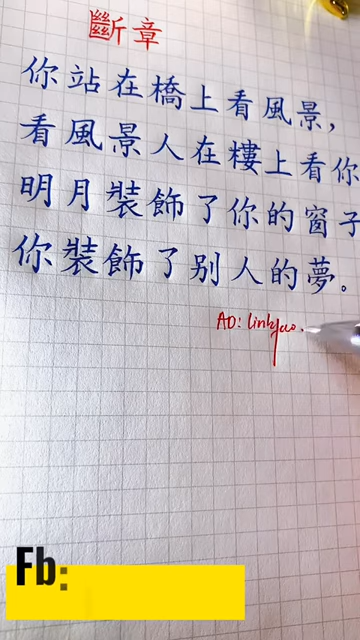 斷章
你站在橋上看風景,
看風景人在樓上看你
明月裝飾了你的窗子
你裝飾了别人的夢。
AD: linkyao.
Fb: